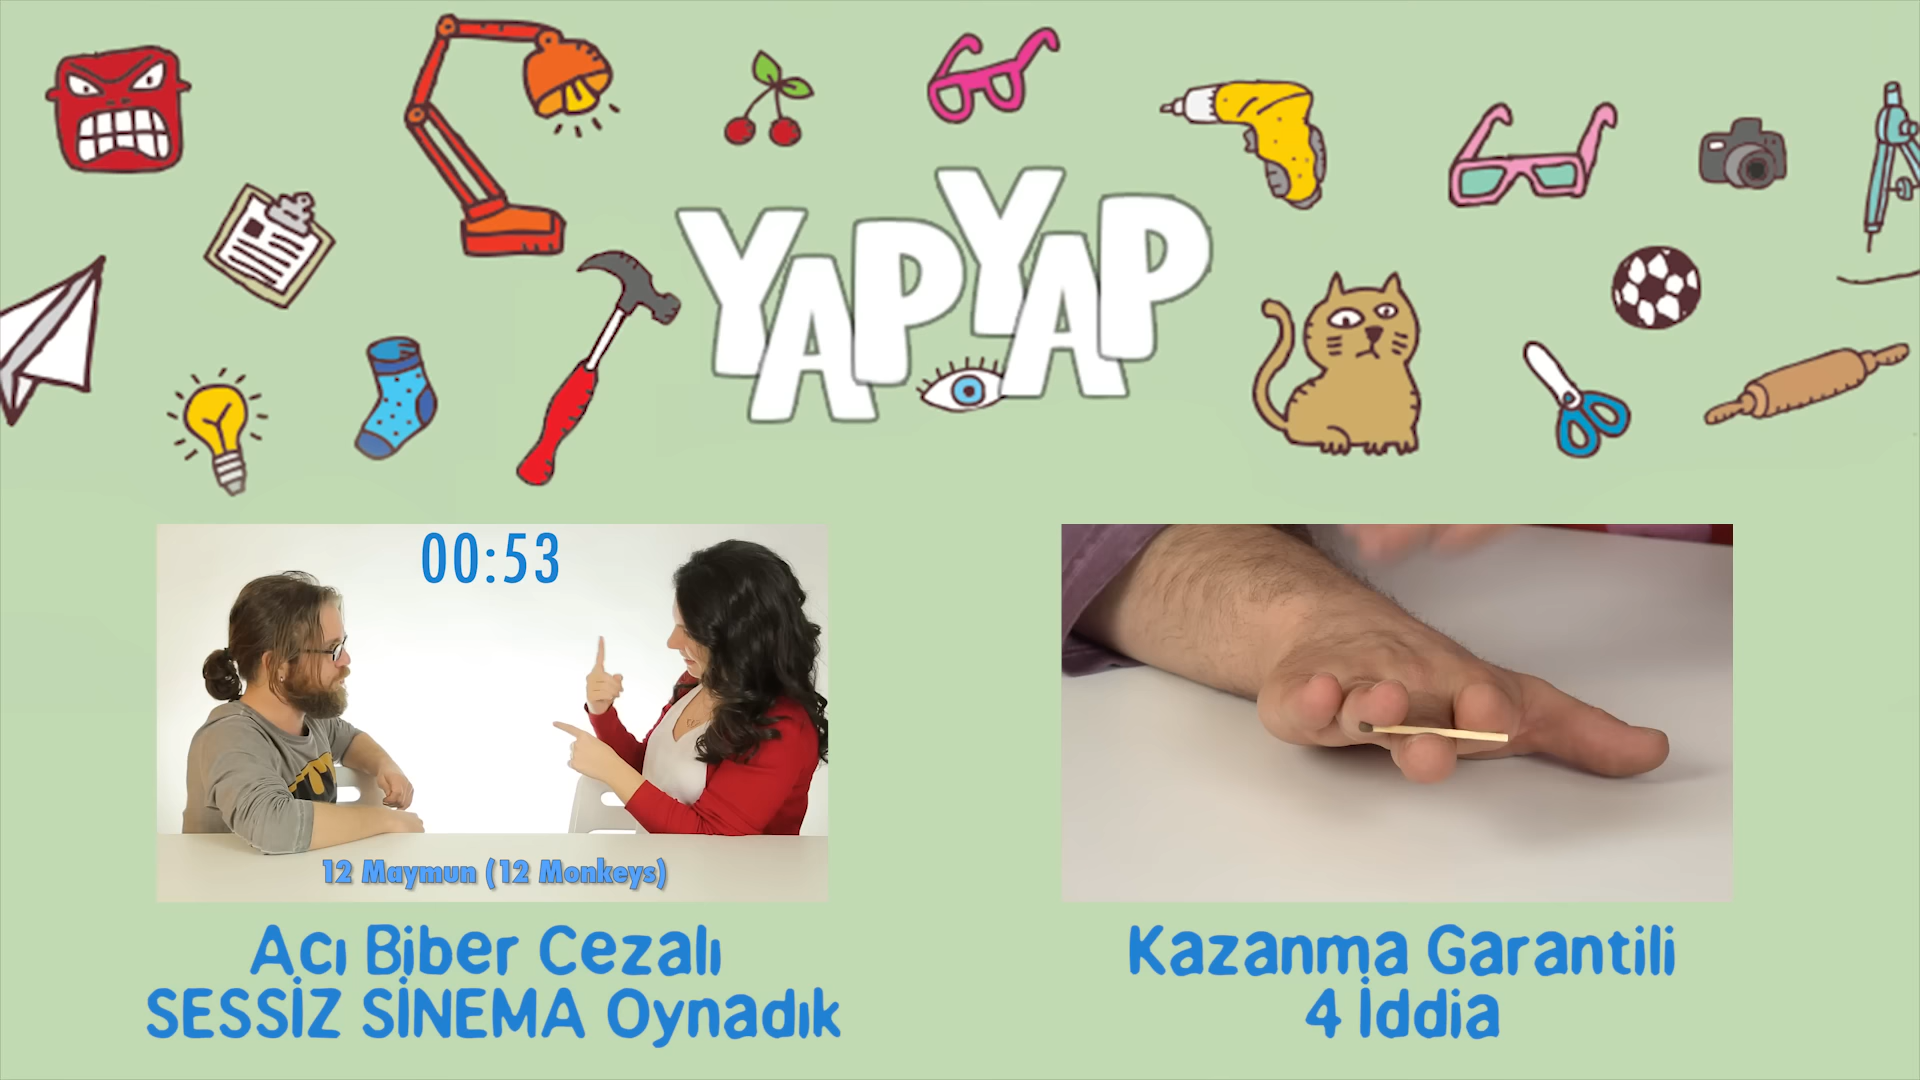 YAPYAP
00:53
12 Maymun (12 Monkeys)
Acı Biber Cezalı
SESSİZ SİNEMA Oynadık
Kazanma Garantili
4 İddia